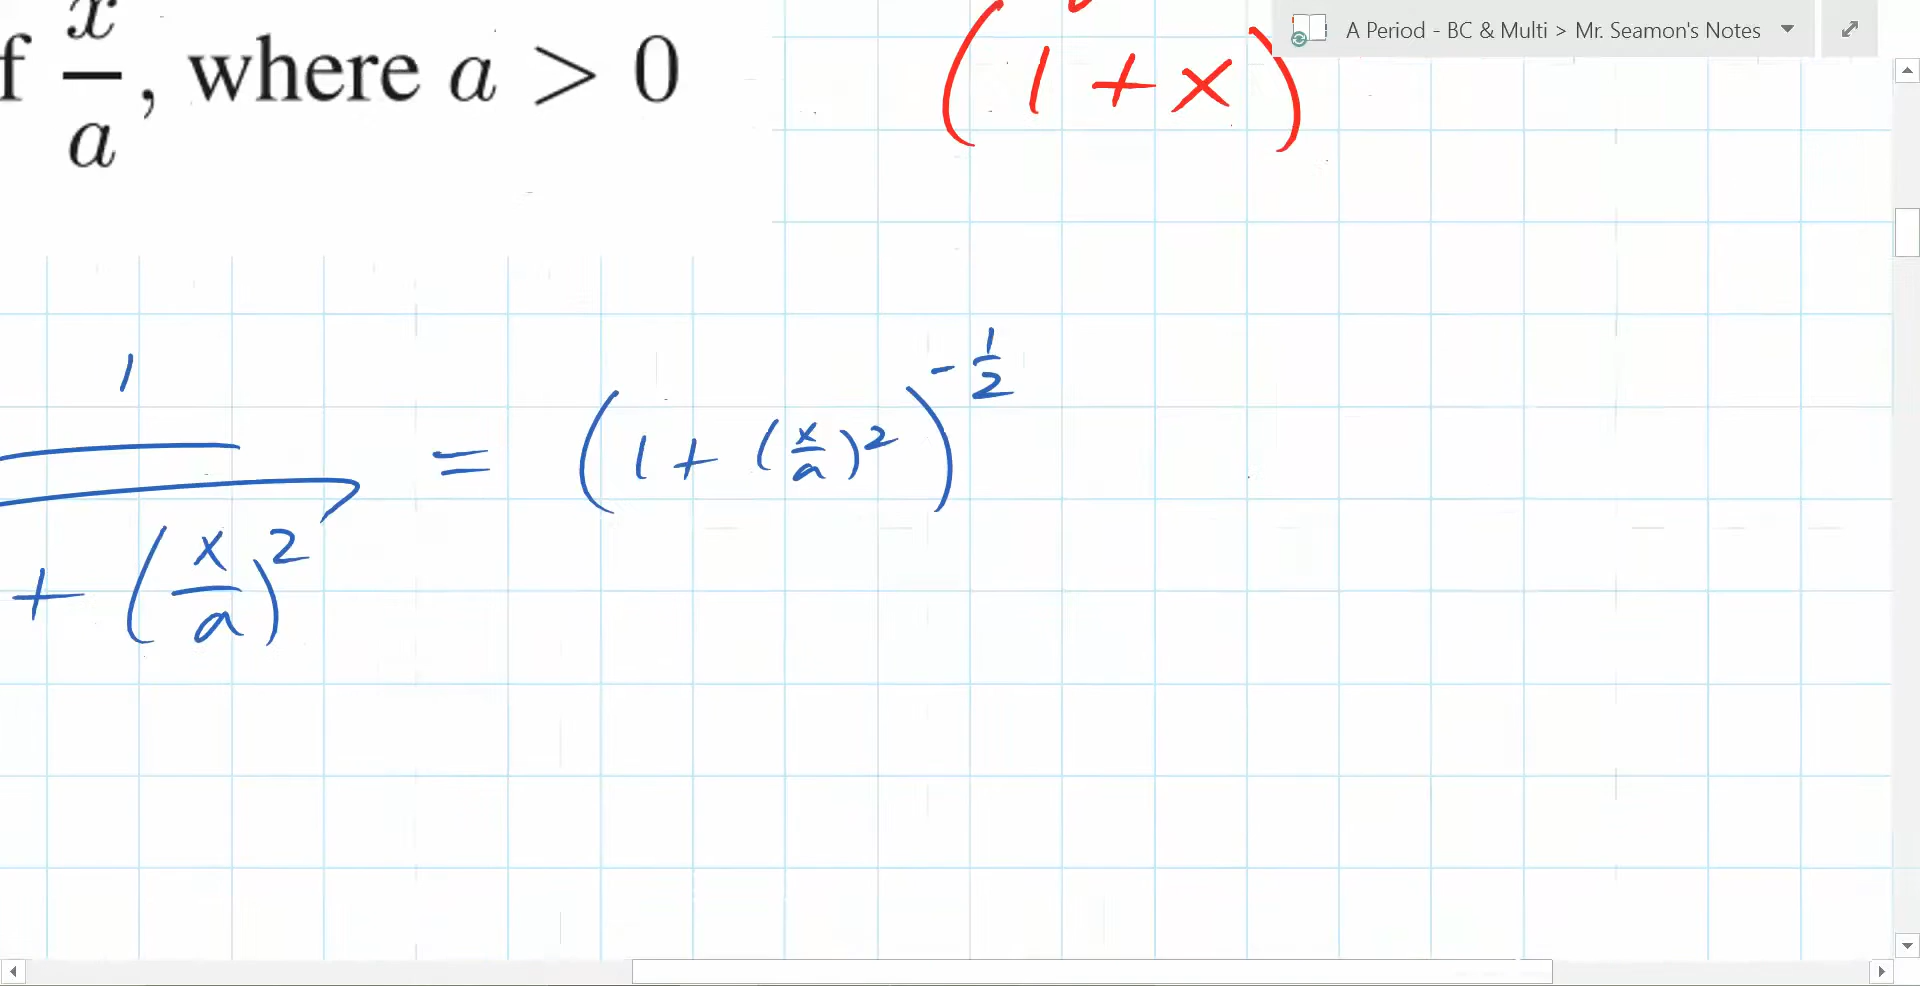 A Period - BC & Multi > Mr. Seamon's Notes
f x/a, where a > 0
(1 + x)
1 / √( + (x/a)²) = (1 + (x/a)²)^(-1/2)